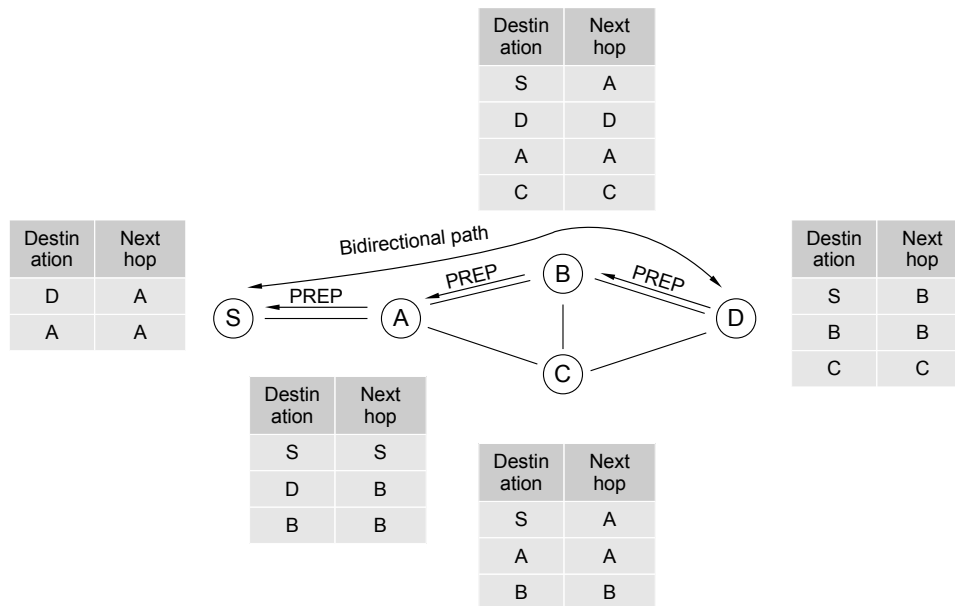 Destin
ation
Next
hop
S A
D D
A A
C C
Destin
ation
Next
hop
D A
A A
Bidirectional path
PREP
PREP
PREP
S
A
B
C
D
Destin
ation
Next
hop
S B
B B
C C
Destin
ation
Next
hop
S S
D B
B B
Destin
ation
Next
hop
S A
A A
B B